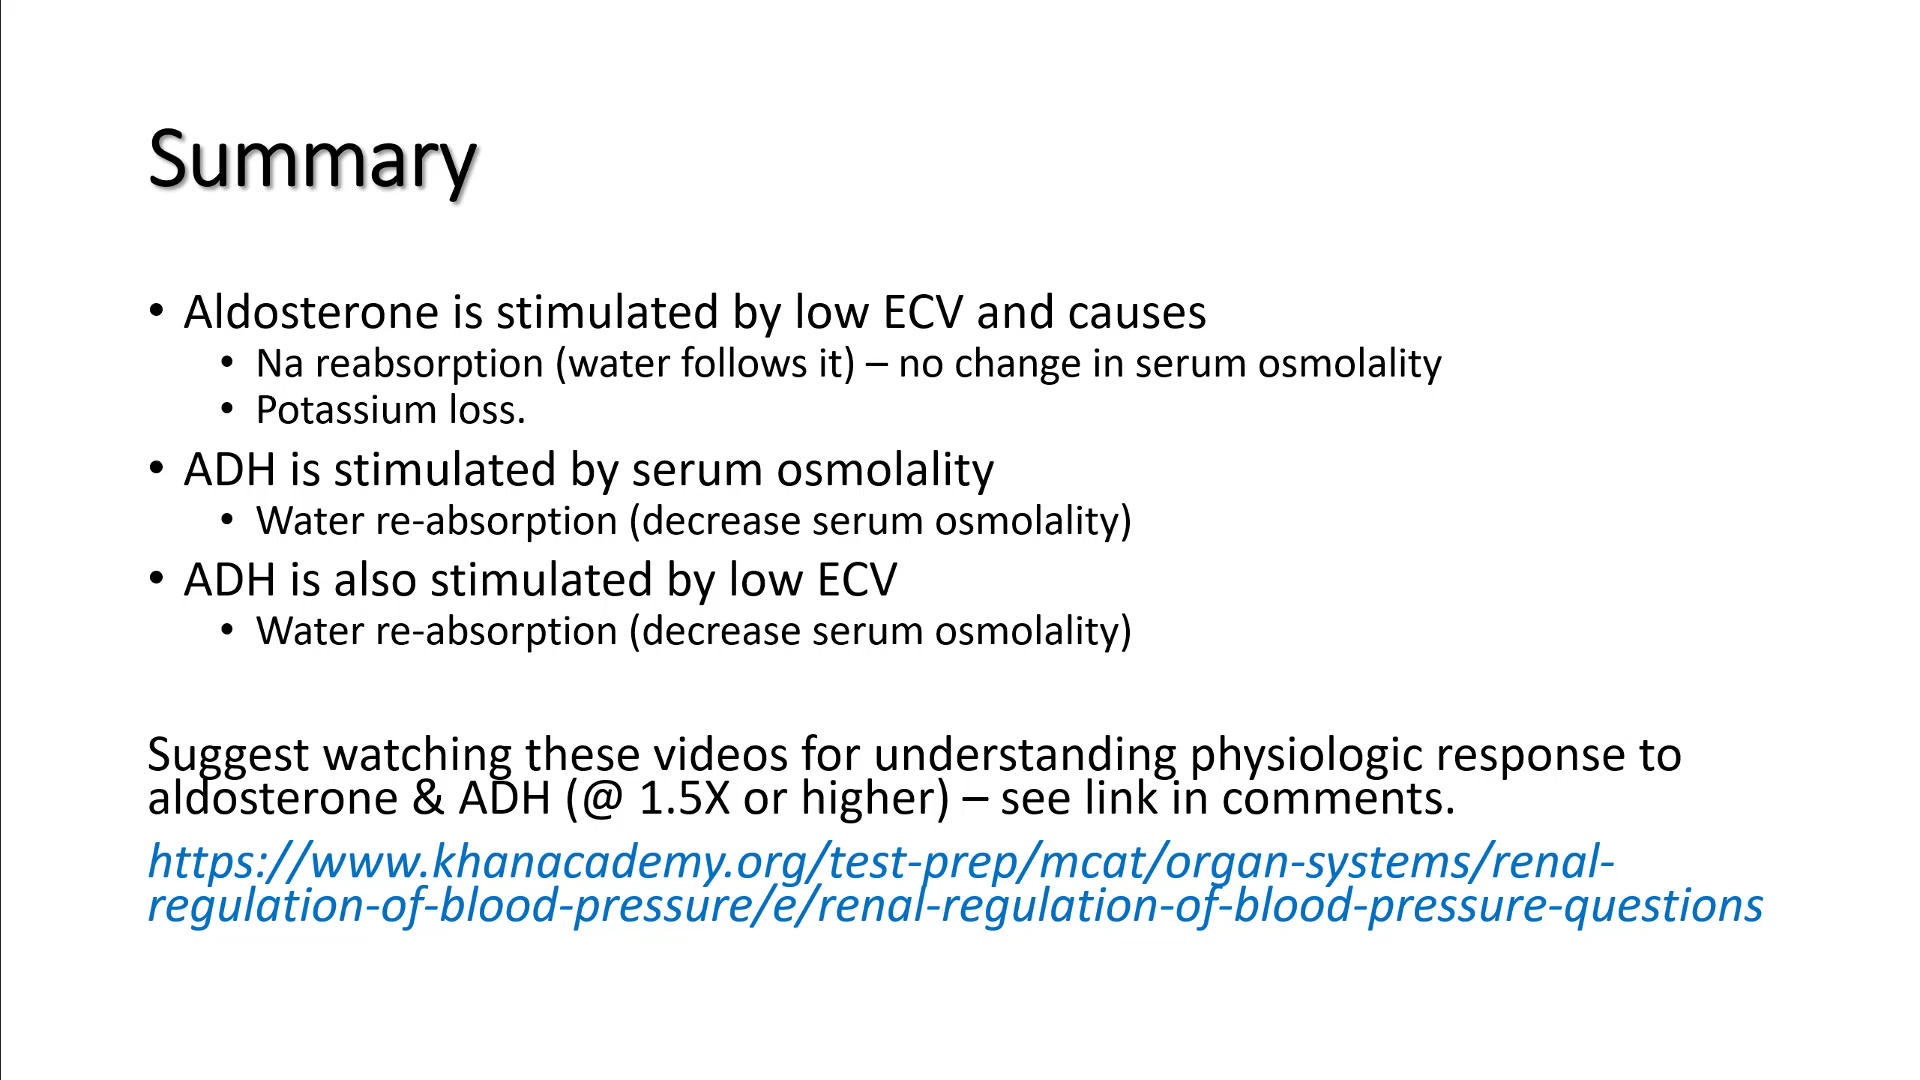 Summary
• Aldosterone is stimulated by low ECV and causes
• Na reabsorption (water follows it) – no change in serum osmolality
• Potassium loss.
• ADH is stimulated by serum osmolality
• Water re-absorption (decrease serum osmolality)
• ADH is also stimulated by low ECV
• Water re-absorption (decrease serum osmolality)
Suggest watching these videos for understanding physiologic response to
aldosterone & ADH (@ 1.5X or higher) – see link in comments.
https://www.khanacademy.org/test-prep/mcat/organ-systems/renal-
regulation-of-blood-pressure/e/renal-regulation-of-blood-pressure-questions